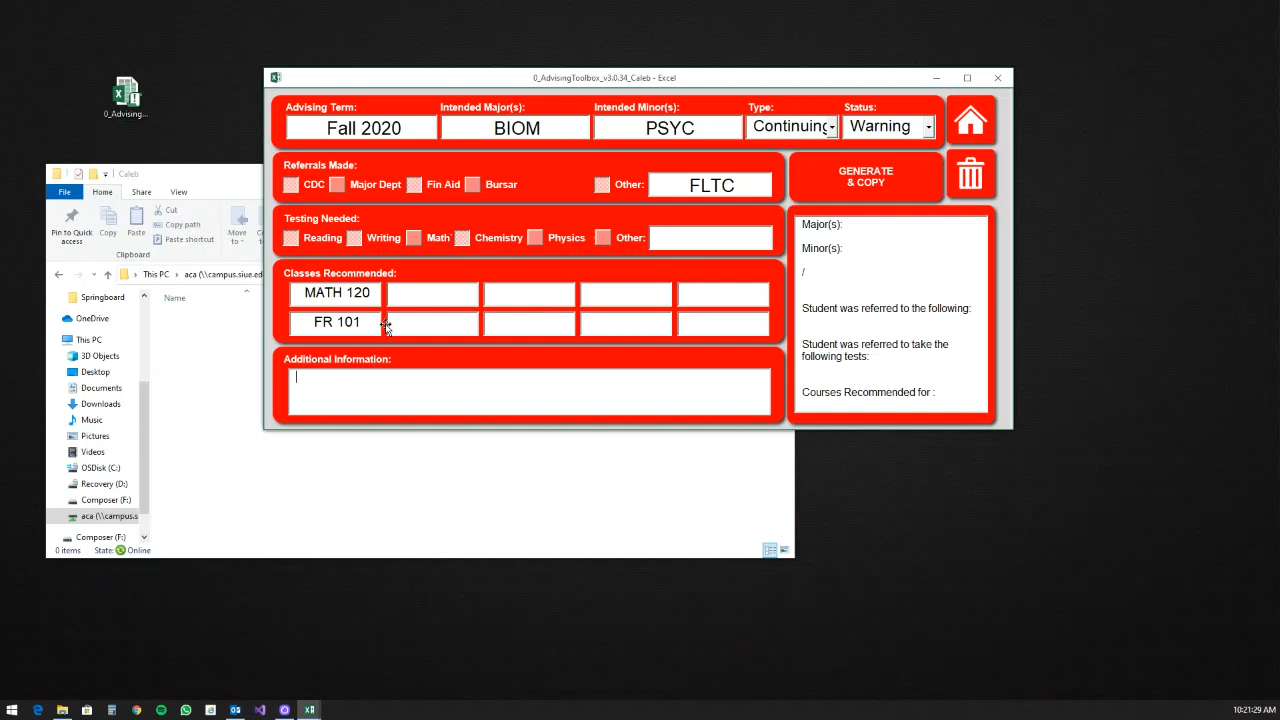 0_AdvisingToolbox_v3.0.34_Caleb - Excel
0_Advising...
Advising Term: Intended Major(s): Intended Minor(s): Type: Status:
Fall 2020 BIOM PSYC Continuing Warning
Referrals Made:
CDC Major Dept Fin Aid Bursar Other: FLTC
GENERATE
& COPY
Testing Needed:
Reading Writing Math Chemistry Physics Other:
Classes Recommended:
MATH 120
FR 101
Additional Information:
Major(s):
Minor(s):
/
Student was referred to the following:
Student was referred to take the
following tests:
Courses Recommended for :
Caleb
File Home Share View
Pin to Quick
access
Copy
Paste
Cut
Copy path
Paste shortcut
Move
to
Clipboard
This PC
aca (\\campus.siue.ed
Name
Springboard
OneDrive
This PC
3D Objects
Desktop
Documents
Downloads
Music
Pictures
Videos
OSDisk (C:)
Recovery (D:)
Composer (F:)
aca (\\campus.s
Composer (F:)
0 items State: Online
10:21:29 AM